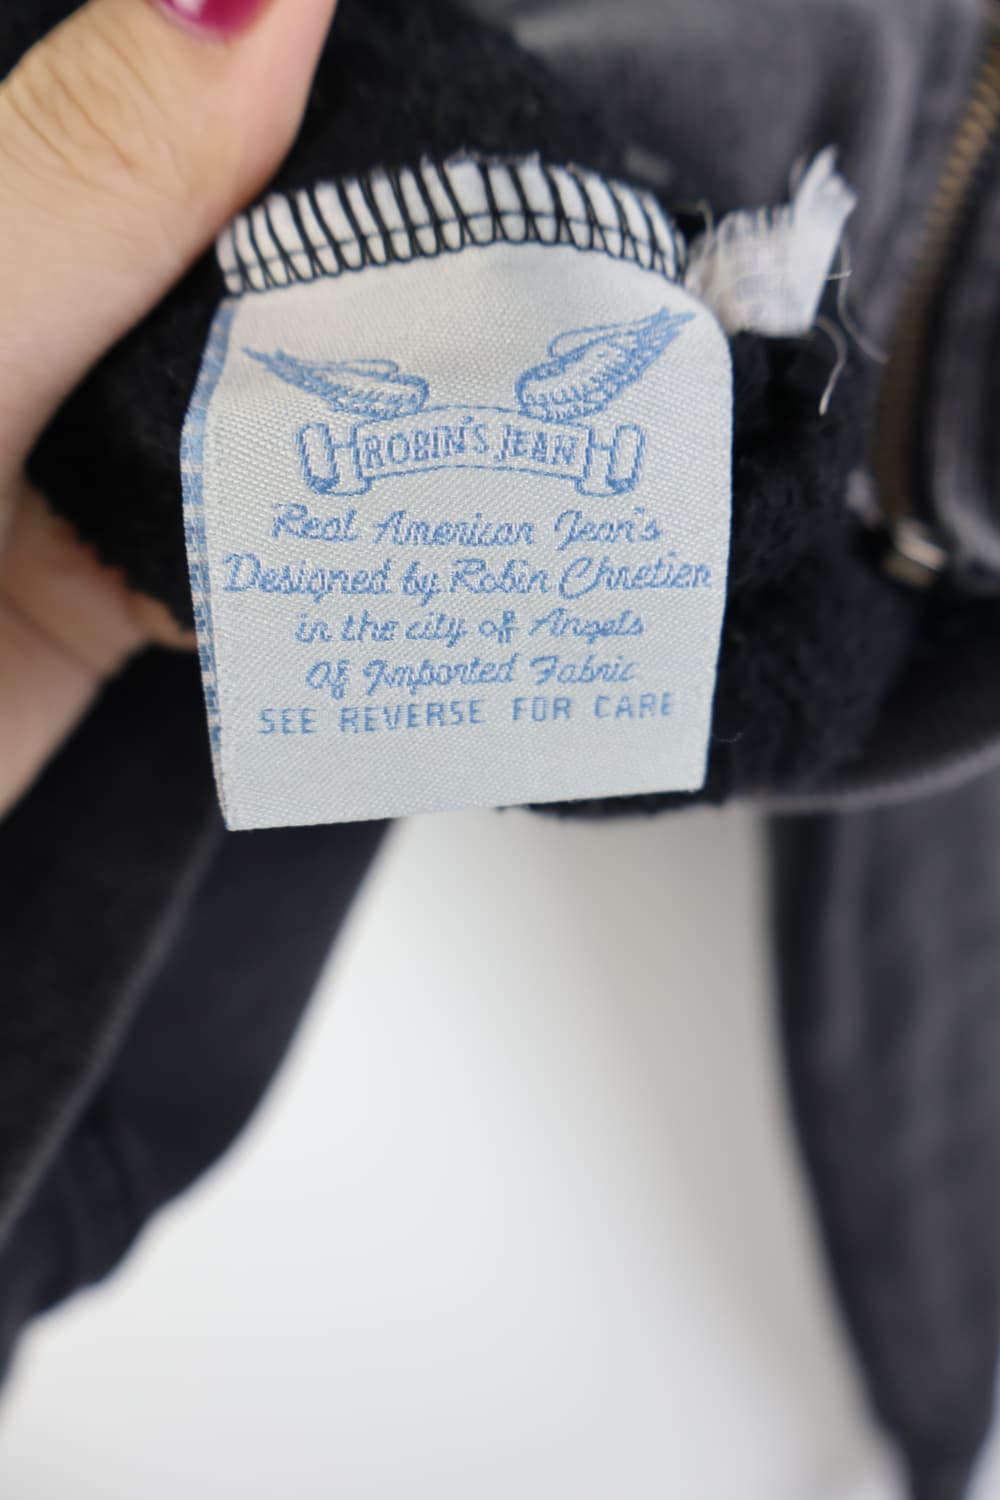 ROBIN'S JEAN
Real American Jean's
Designed by Robin Chretien
in the city of Angels
Of Imported Fabric
SEE REVERSE FOR CARE